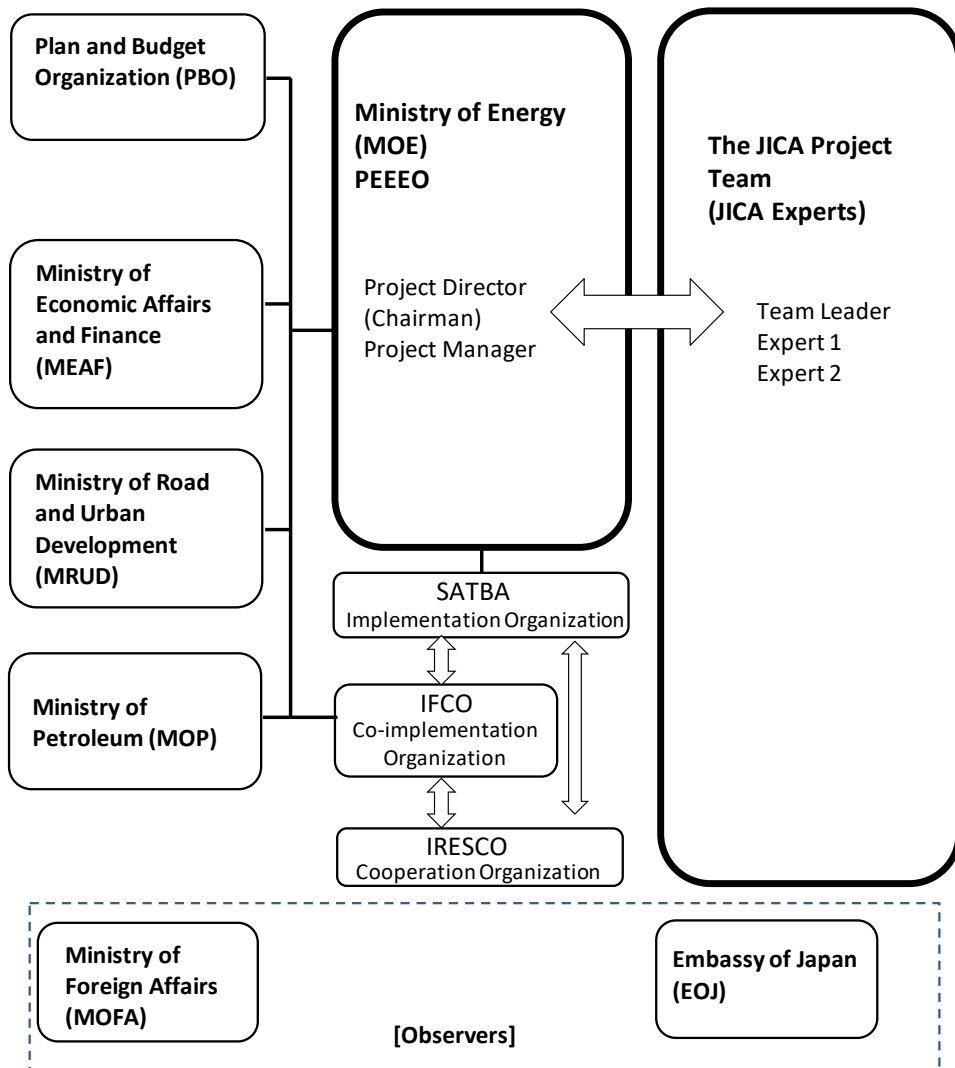 Plan and Budget
Organization (PBO)
Ministry of
Economic Affairs
and Finance
(MEAF)
Ministry of Road
and Urban
Development
(MRUD)
Ministry of
Petroleum (MOP)
Ministry of Energy
(MOE)
PEEEO
Project Director
(Chairman)
Project Manager
The JICA Project
Team
(JICA Experts)
Team Leader
Expert 1
Expert 2
SATBA
Implementation Organization
IFCO
Co-implementation
Organization
IRESCO
Cooperation Organization
Ministry of
Foreign Affairs
(MOFA)
[Observers]
Embassy of Japan
(EOJ)